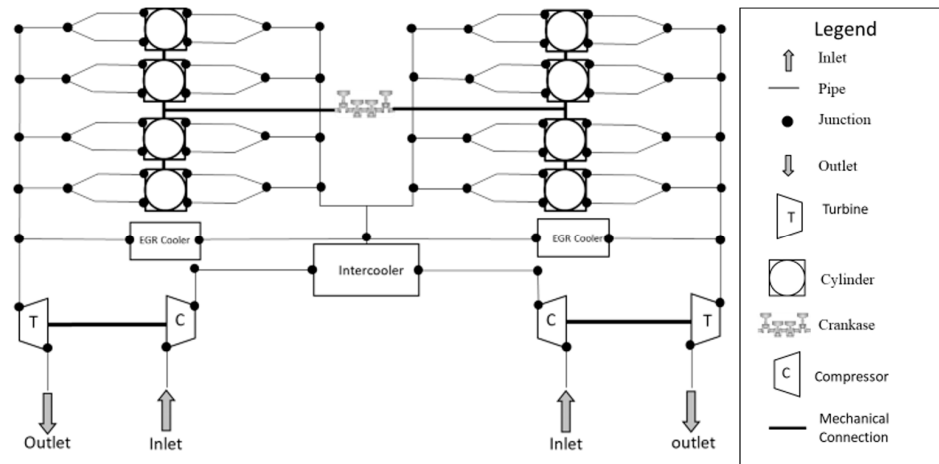 EGR Cooler
EGR Cooler
Intercooler
T
C
C
T
Outlet
Inlet
Inlet
outlet
Legend
Inlet
Pipe
Junction
Outlet
T
Turbine
Cylinder
Crankase
C
Compressor
Mechanical
Connection